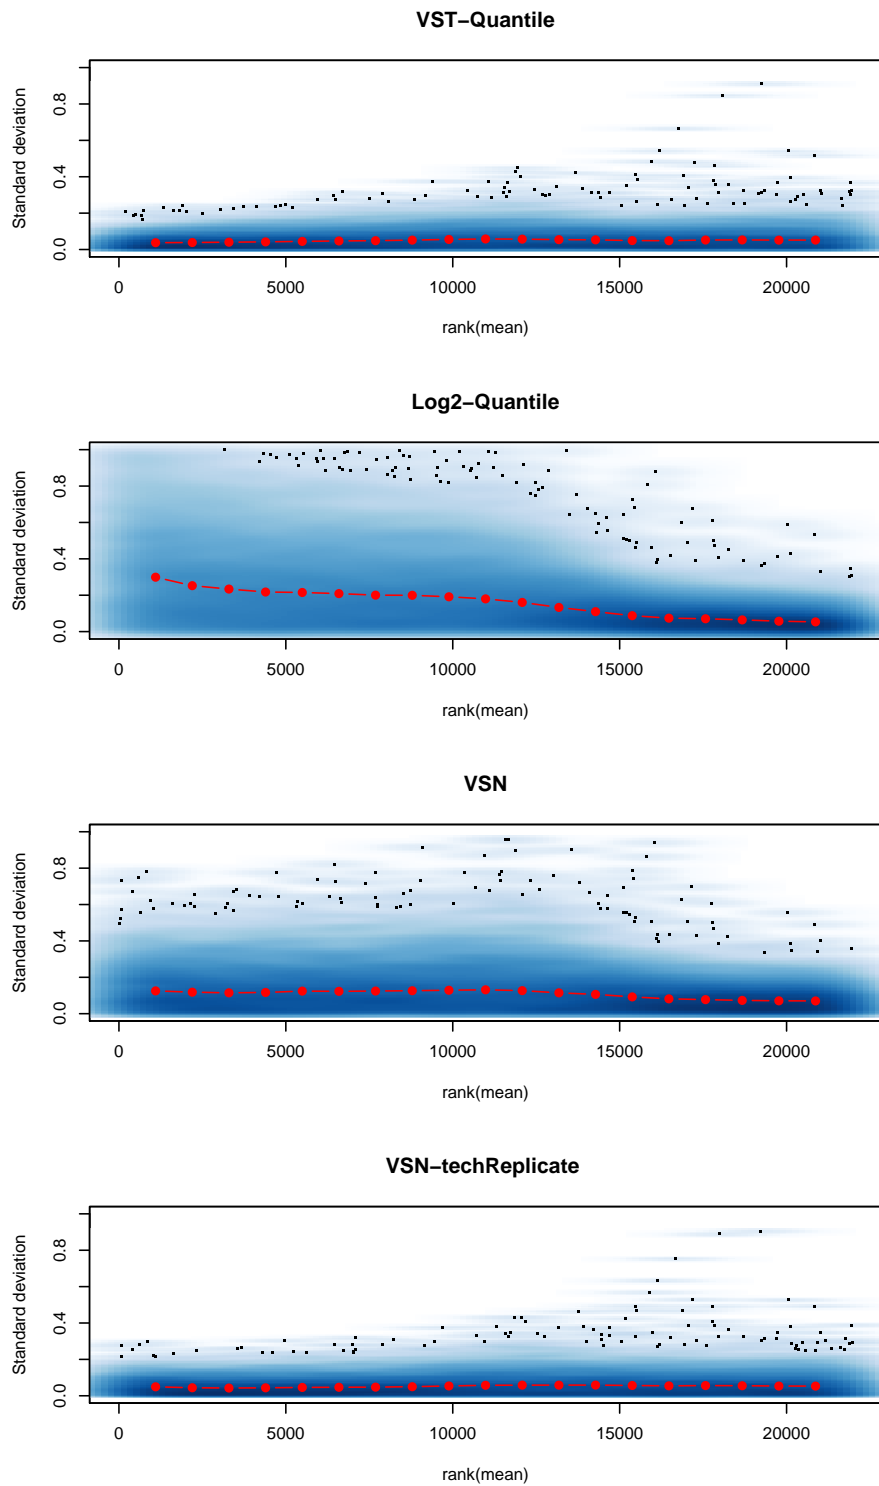 VST−Quantile
Standard deviation
0.0 0.4 0.8
0 5000 10000 15000 20000
rank(mean)
Log2−Quantile
Standard deviation
0.0 0.4 0.8
0 5000 10000 15000 20000
rank(mean)
VSN
Standard deviation
0.0 0.4 0.8
0 5000 10000 15000 20000
rank(mean)
VSN−techReplicate
Standard deviation
0.0 0.4 0.8
0 5000 10000 15000 20000
rank(mean)